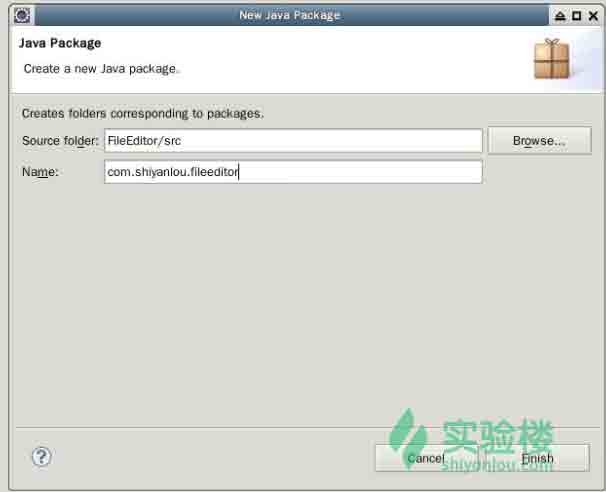 New Java Package
Java Package
Create a new Java package.
Creates folders corresponding to packages.
Source folder: FileEditor/src Browse...
Name: com.shiyanlou.fileeditor
实验楼
? Cancel Finish
shiyanlou.com